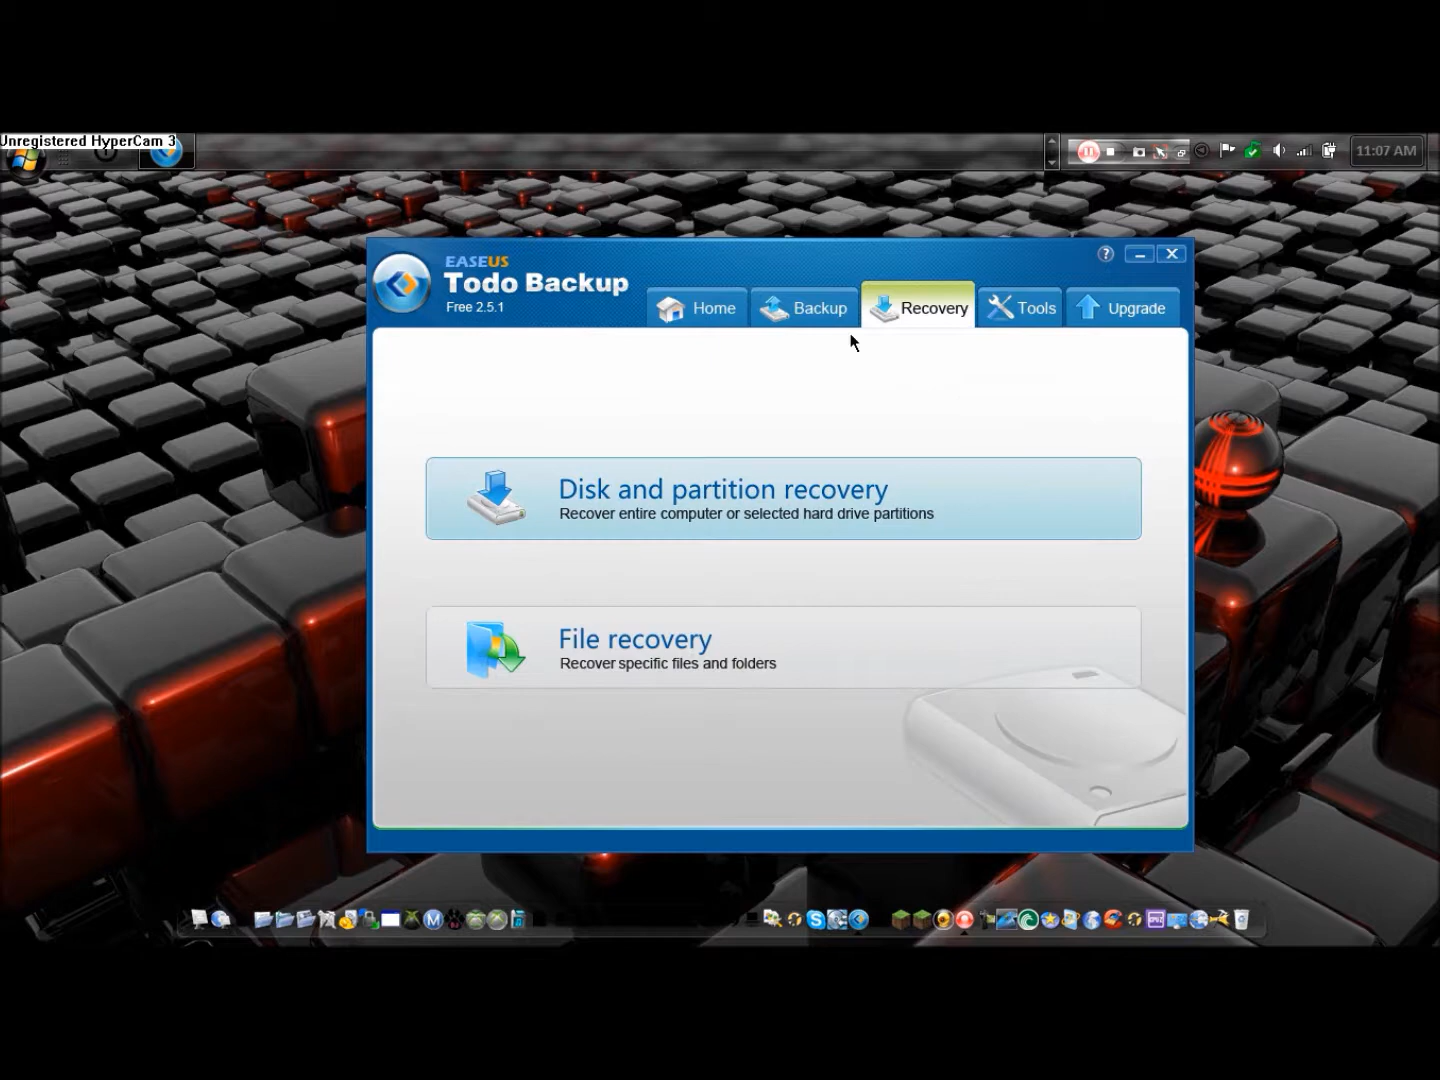 Unregistered HyperCam 3
11:07 AM
EASEUS
Todo Backup
Free 2.5.1
Home
Backup
Recovery
Tools
Upgrade
Disk and partition recovery
Recover entire computer or selected hard drive partitions
File recovery
Recover specific files and folders